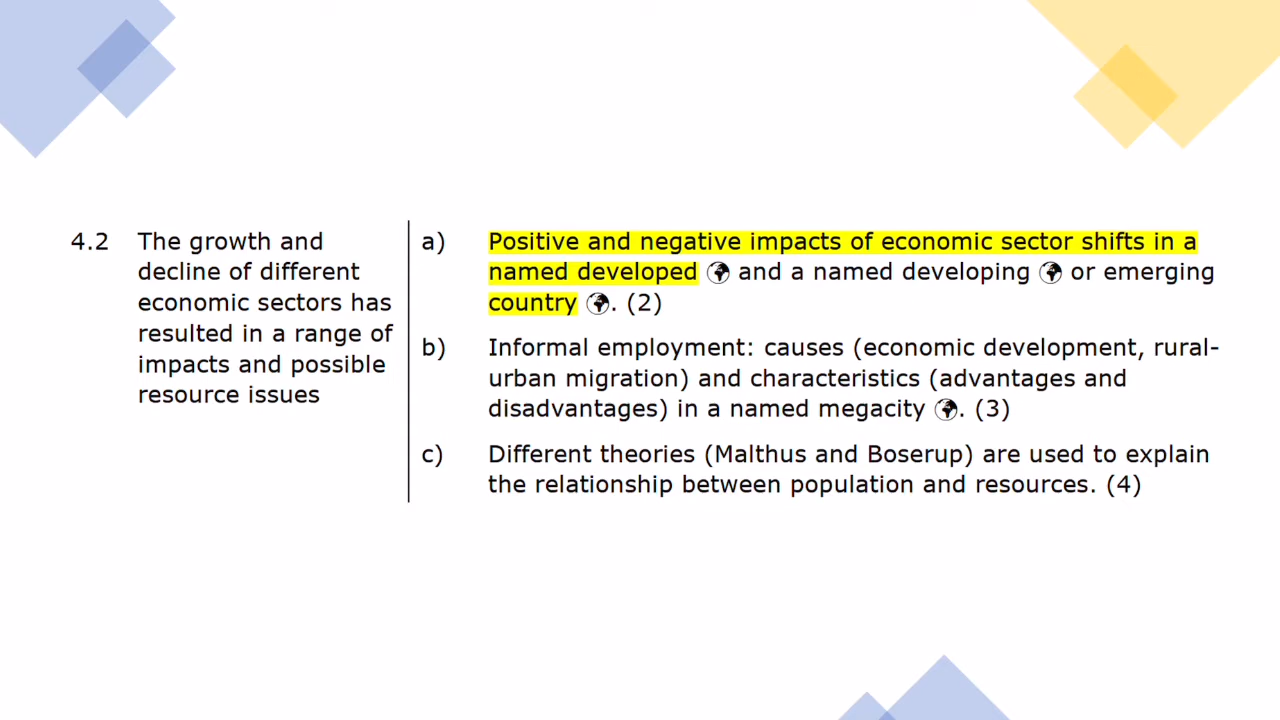 4.2 The growth and
decline of different
economic sectors has
resulted in a range of
impacts and possible
resource issues
a) Positive and negative impacts of economic sector shifts in a
named developed and a named developing or emerging
country . (2)
b) Informal employment: causes (economic development, rural-
urban migration) and characteristics (advantages and
disadvantages) in a named megacity . (3)
c) Different theories (Malthus and Boserup) are used to explain
the relationship between population and resources. (4)